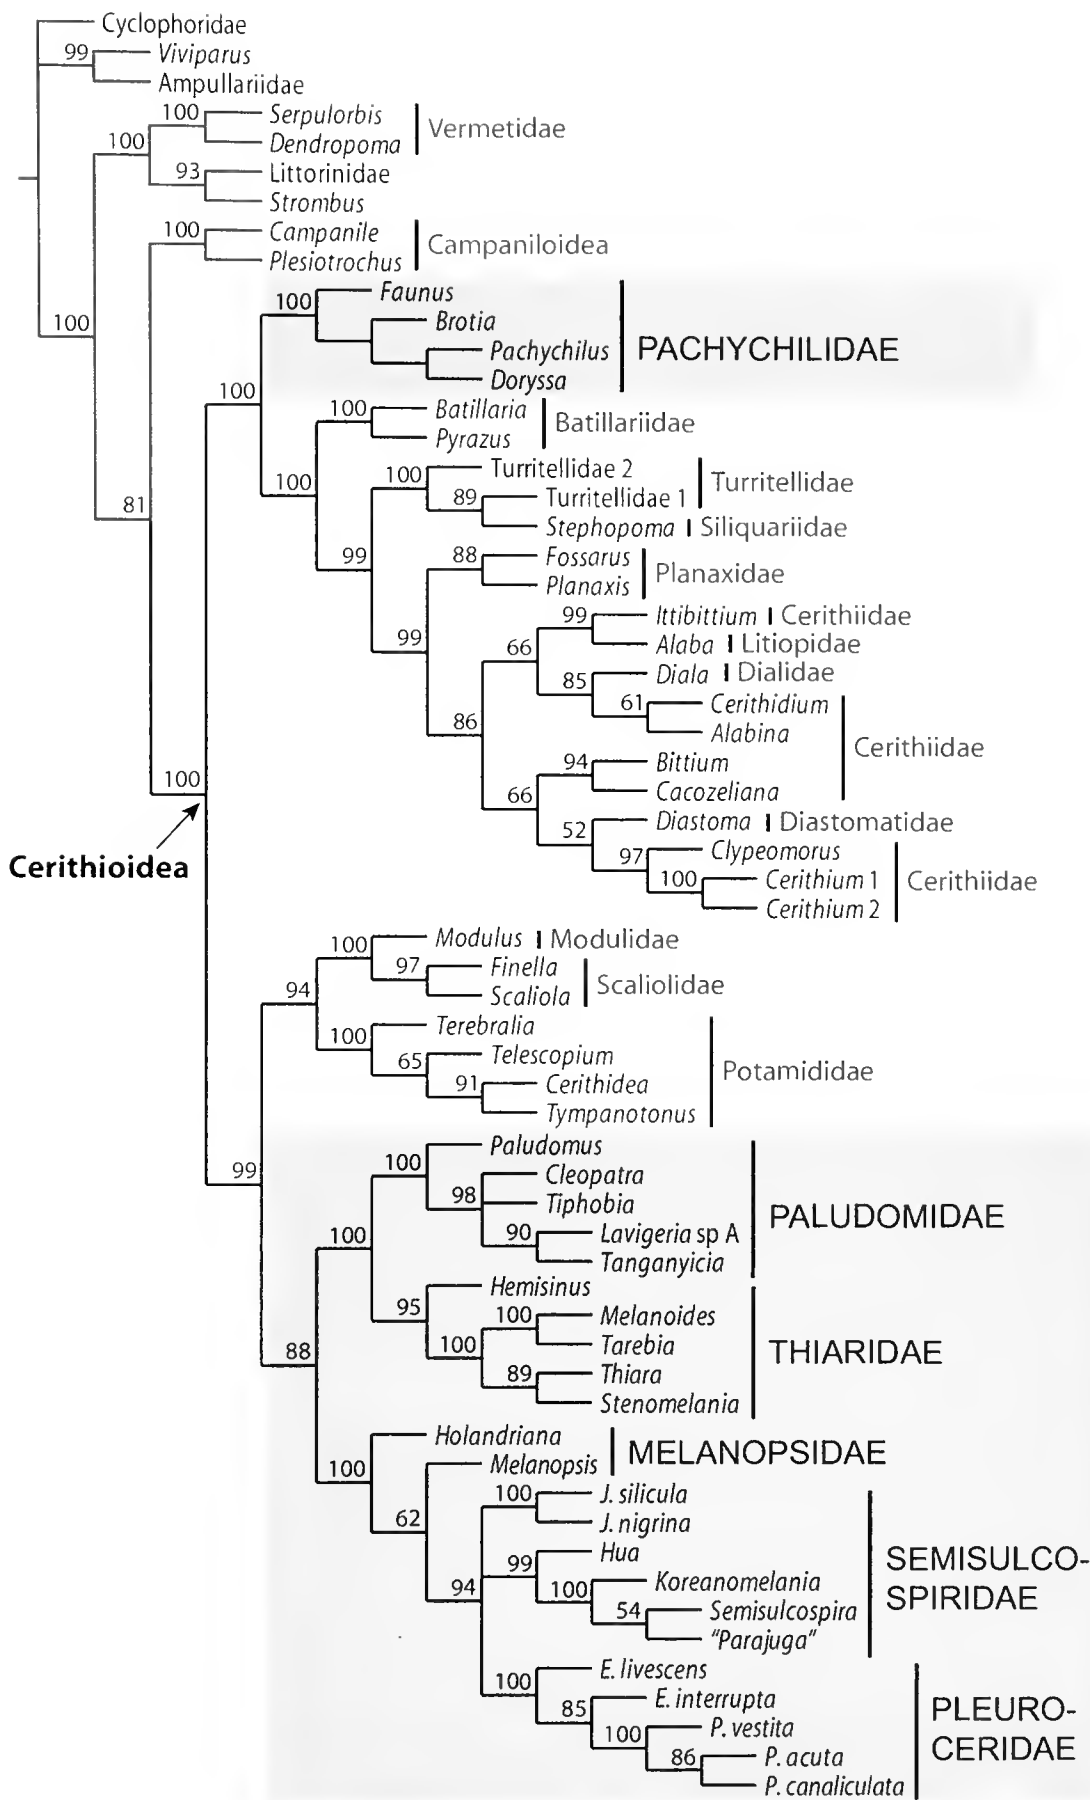 Cyclophoridae
99 Viviparus
Ampullariidae
100 Serpulorbis
Vermetidae
Dendropoma
100
93 Littorinidae
Strombus
100 Campanile
Campaniloidea
Plesiotrochus
100 Faunus
100
Brotia
Pachychilus
PACHYCHILIDAE
Doryssa
100
100 Batillaria
Batillariidae
Pyrazus
100 Turritellidae 2
Turritellidae
100
89 Turritellidae 1
81
Stephopoma Siliquariidae
99
88 Fossarus
Planaxidae
Planaxis
99 Ittibittium Cerithiidae
99
66
Alaba Litiopidae
Diala Dialidae
85
61 Cerithidium
86
Alabina
Cerithiidae
94 Bittium
100
66
Cacozeliana
Diastoma Diastomatidae
52
97 Clypeomorus
Cerithioidea
100 Cerithium 1
Cerithiidae
Cerithium 2
100 Modulus Modulidae
97 Finella
Scaliolidae
94
Scaliola
100 Terebralia
65 Telescopium
Potamididae
91 Cerithidea
Tympanotonus
99
100 Paludomus
98 Cleopatra
Tiphobia
PALUDOMIDAE
100
90 Lavigeria sp A
Tanganyicia
95 Hemisinus
100 Melanoides
100
Tarebia
THIARIDAE
88
89 Thiara
Stenomelania
Holandriana
MELANOPSIDAE
100
Melanopsis
62
100 J. silicula
J. nigrina
99 Hua
SEMISULCO-
94
100 Koreanomelania
SPIRIDAE
54 Semisulcospira
"Parajuga"
100 E. livescens
85 E. interrupta
PLEURO-
100 P. vestita
CERIDAE
86 P. acuta
P. canaliculata